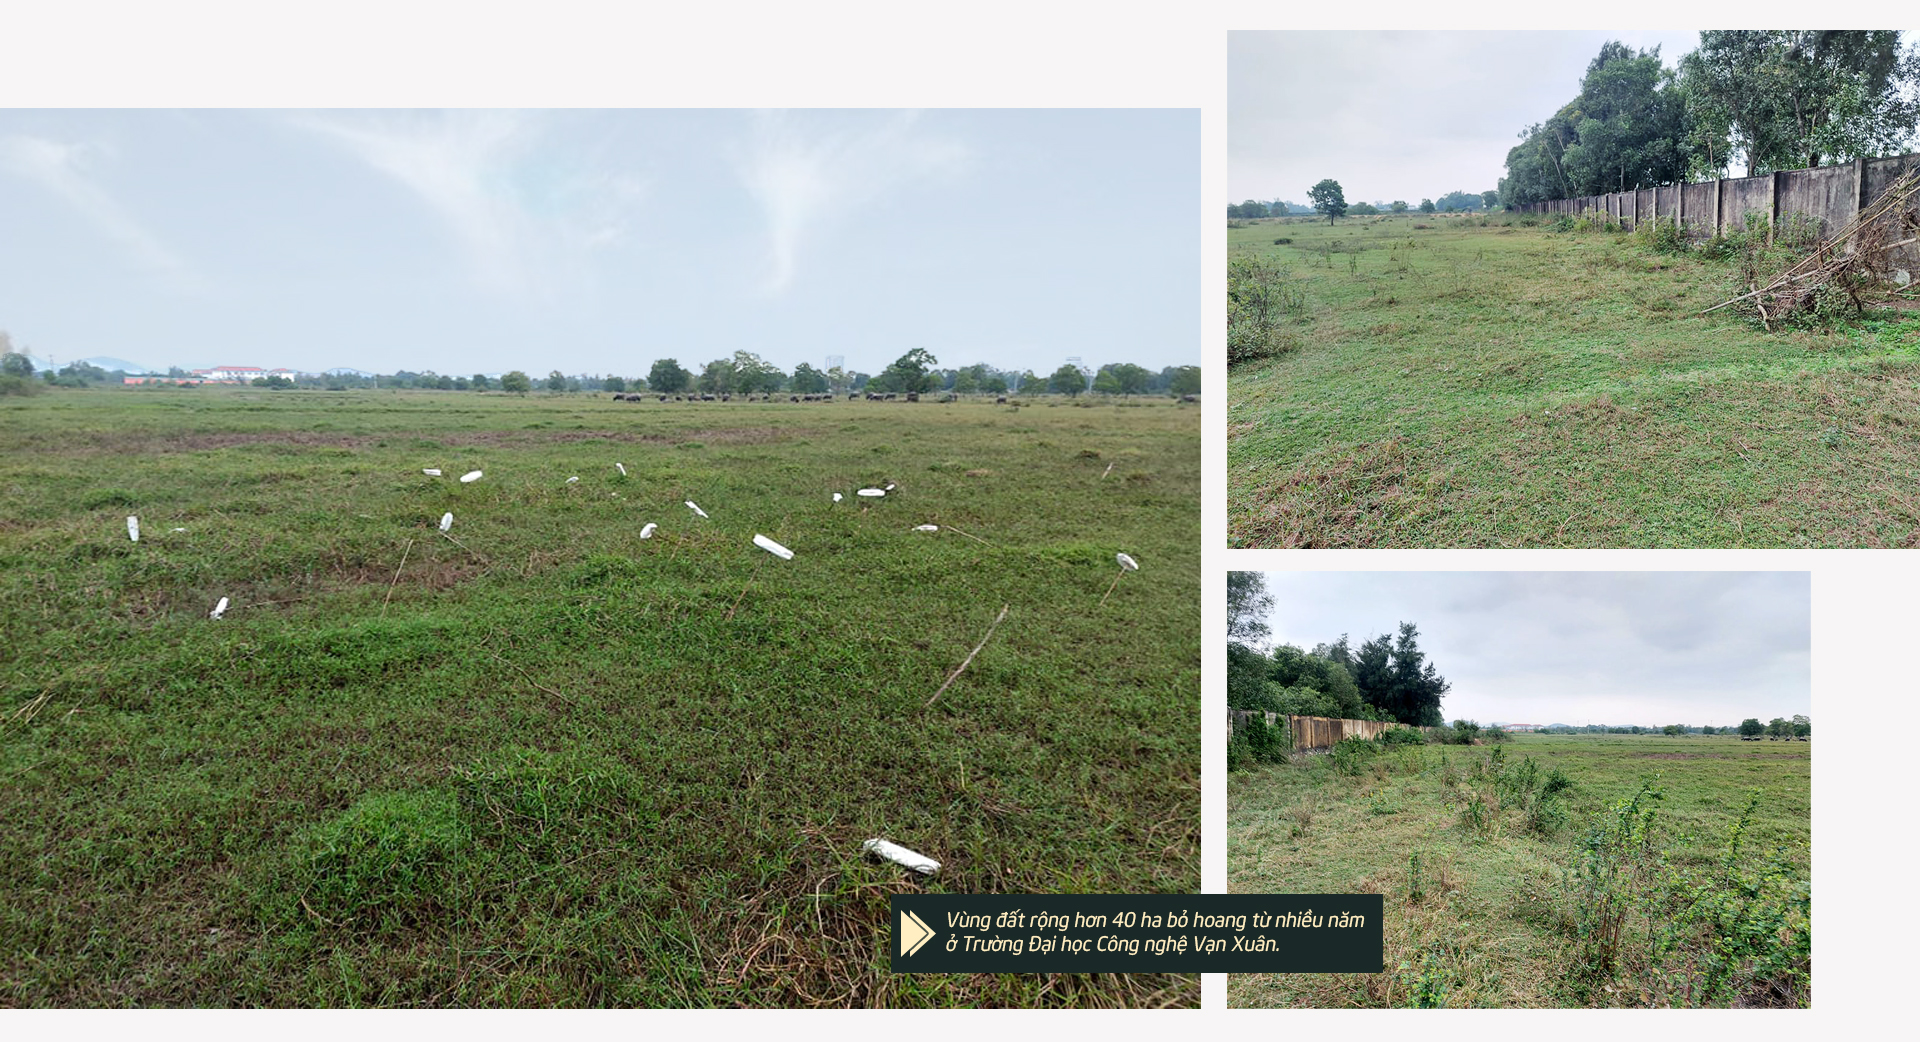 Vùng đất rộng hơn 40 ha bỏ hoang từ nhiều năm
ở Trường Đại học Công nghệ Vạn Xuân.